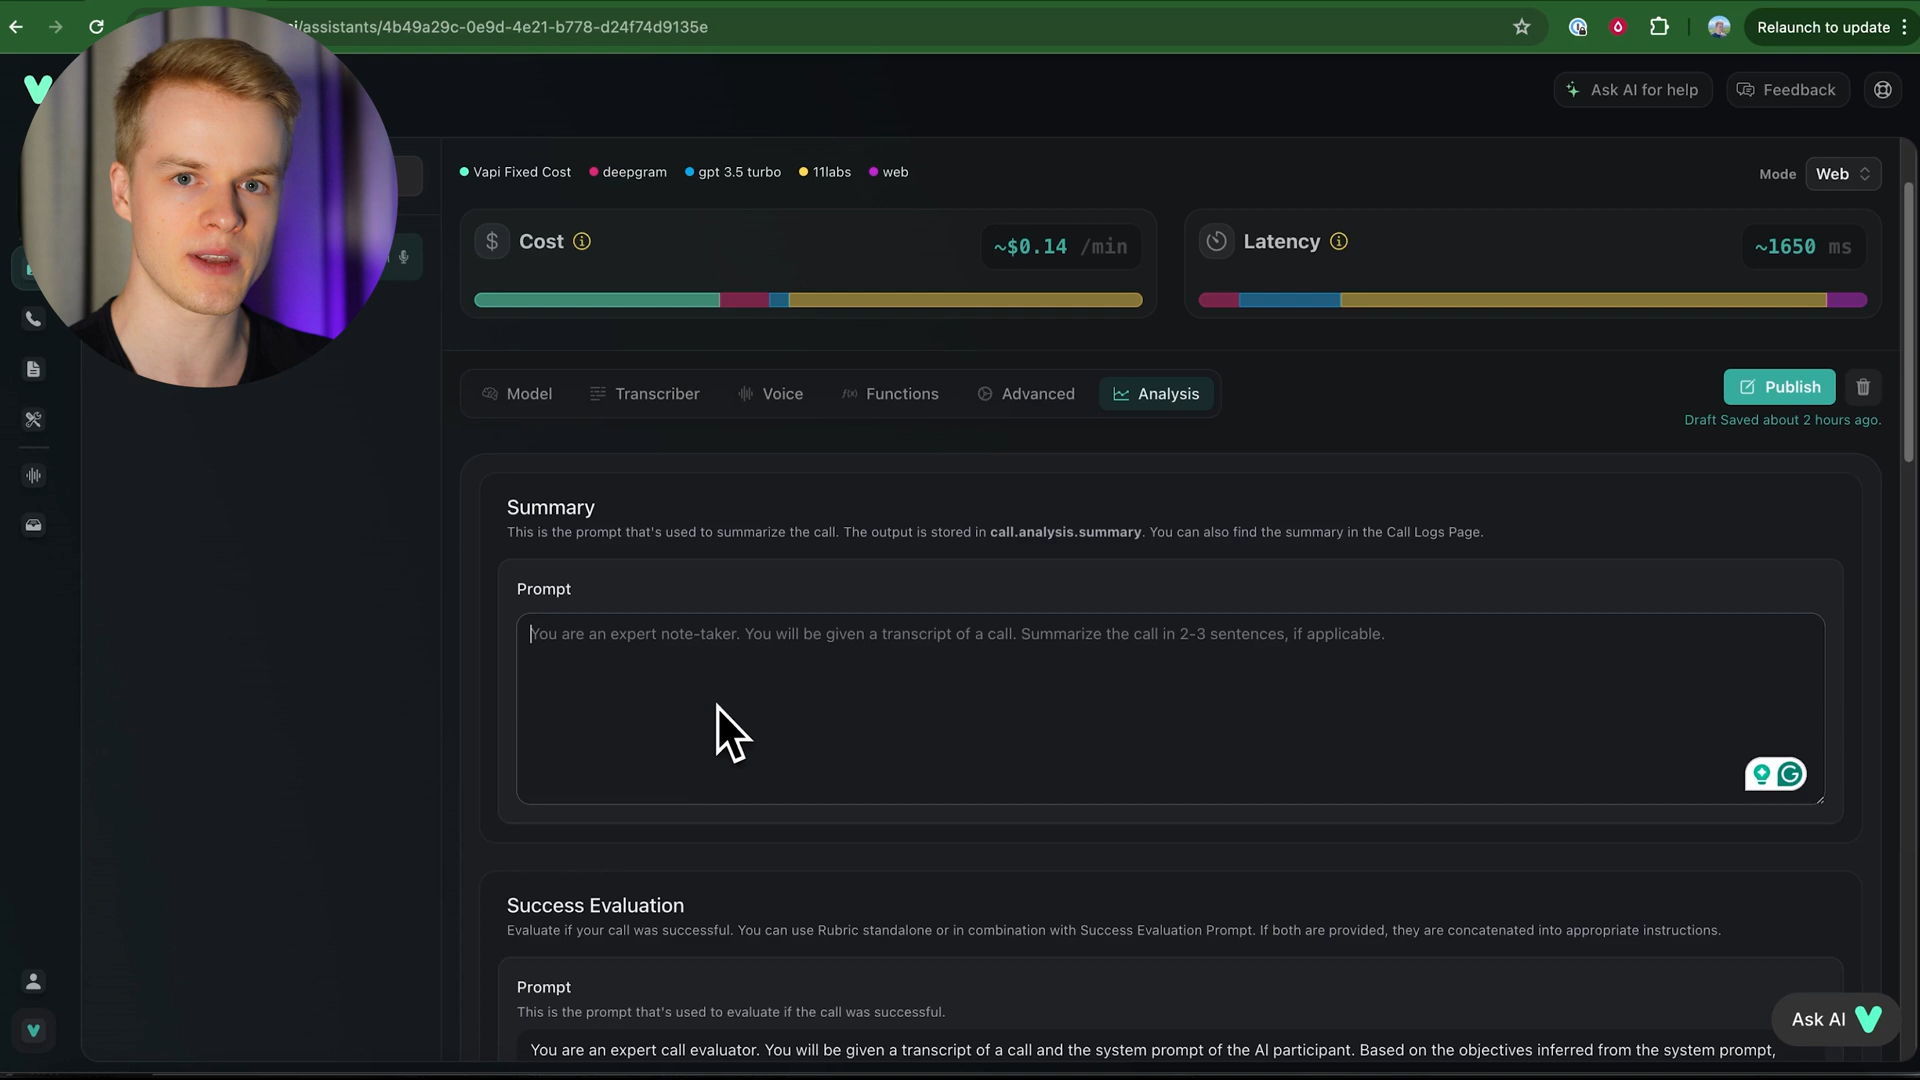 i/assistants/4b49a29c-0e9d-4e21-b778-d24f74d9135e
Relaunch to update
Ask AI for help
Feedback
Vapi Fixed Cost
deepgram
gpt 3.5 turbo
11labs
web
Mode
Web
Cost
~$0.14 /min
Latency
~1650 ms
Model
Transcriber
Voice
Functions
Advanced
Analysis
Publish
Draft Saved about 2 hours ago.
Summary
This is the prompt that's used to summarize the call. The output is stored in call.analysis.summary. You can also find the summary in the Call Logs Page.
Prompt
You are an expert note-taker. You will be given a transcript of a call. Summarize the call in 2-3 sentences, if applicable.
Success Evaluation
Evaluate if your call was successful. You can use Rubric standalone or in combination with Success Evaluation Prompt. If both are provided, they are concatenated into appropriate instructions.
Prompt
This is the prompt that's used to evaluate if the call was successful.
Ask AI
You are an expert call evaluator. You will be given a transcript of a call and the system prompt of the AI participant. Based on the objectives inferred from the system prompt,